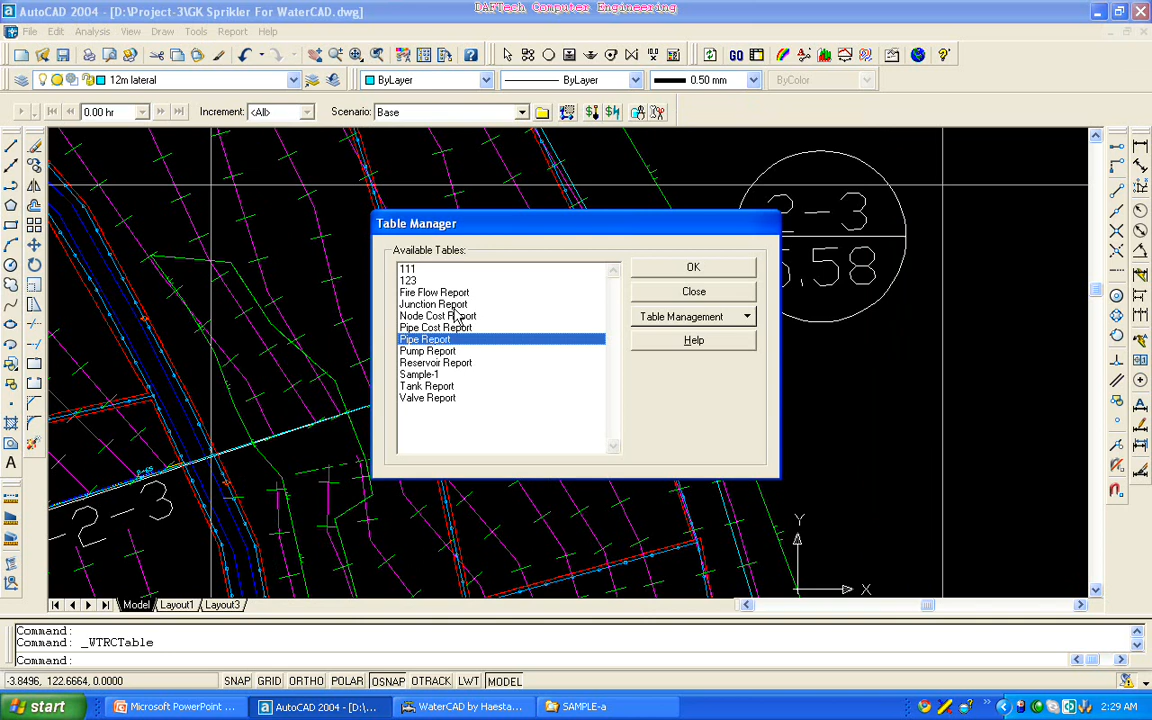 DAFTech Computer Engineering
AutoCAD 2004 - [D:\Project-3\GK Sprikler For WaterCAD.dwg]
File Edit Analysis View Draw Tools Report Help
12m lateral
ByLayer
ByLayer
0.50 mm
ByColor
0.00 hr
Increment:
<All>
Scenario:
Base
GO
Table Manager
Available Tables:
111
123
Fire Flow Report
Junction Report
Node Cost Report
Pipe Cost Report
Pipe Report
Pump Report
Reservoir Report
Sample-1
Tank Report
Valve Report
OK
Close
Table Management
Help
2-3
5,58
2-3
Y
X
Model Layout1 Layout3
Command:
Command: _WTRCTable
Command:
-3.8496, 122.6664, 0.0000
SNAP GRID ORTHO POLAR OSNAP OTRACK LWT MODEL
start
Microsoft PowerPoint ...
AutoCAD 2004 - [D:\...
WaterCAD by Haesta...
SAMPLE-a
2:29 AM